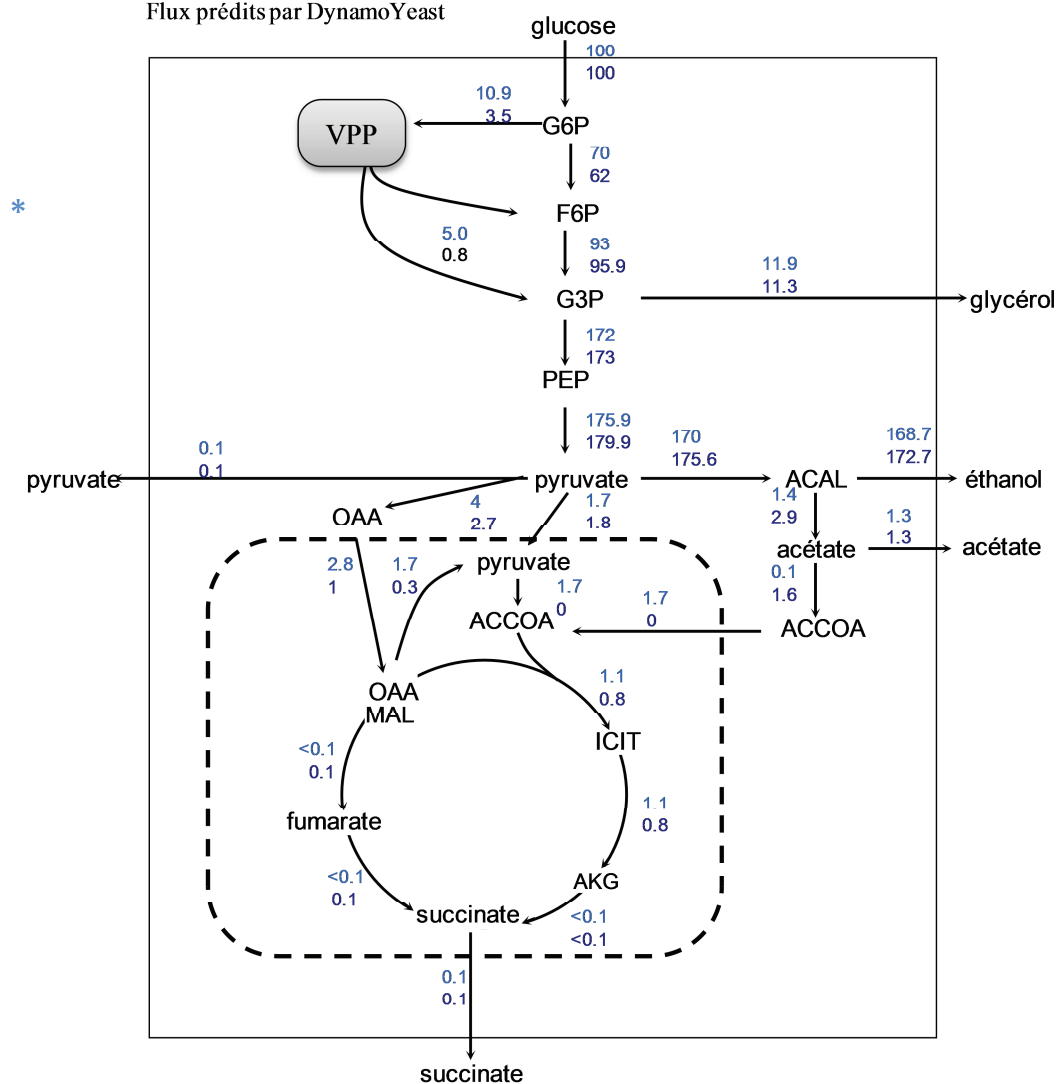 Flux prédits par DynamoYeast
glucose
100
100
10.9
3.5
VPP
G6P
70
62
*
F6P
5.0
0.8
93
95.9
11.9
11.3
G3P
glycérol
172
173
PEP
175.9
179.9
170
175.6
168.7
172.7
0.1
0.1
pyruvate
pyruvate
ACAL
éthanol
4
2.7
1.7
1.8
1.4
2.9
OAA
1.3
1.3
acétate
acétate
2.8
1
1.7
0.3
pyruvate
1.7
0
0.1
1.6
1.7
0
ACCOA
ACCOA
OAA
MAL
1.1
0.8
ICIT
<0.1
0.1
1.1
0.8
fumarate
<0.1
0.1
AKG
succinate
<0.1
<0.1
0.1
0.1
succinate